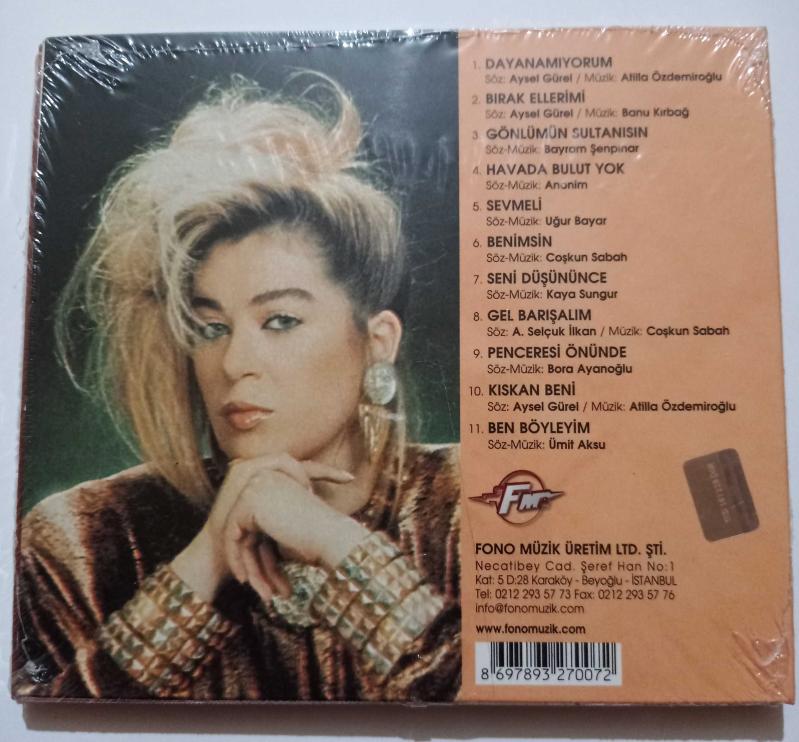 1. DAYANAMIYORUM
Söz: Aysel Gürel / Müzik: Atilla Özdemiroğlu
2. BIRAK ELLERİMİ
Söz: Aysel Gürel / Müzik: Banu Kırbağ
3. GÖNLÜMÜN SULTANISIN
Söz-Müzik: Bayram Şenpınar
4. HAVADA BULUT YOK
Söz-Müzik: Anonim
5. SEVMELİ
Söz-Müzik: Uğur Bayar
6. BENİMSİN
Söz-Müzik: Coşkun Sabah
7. SENİ DÜŞÜNÜNCE
Söz-Müzik: Kaya Sungur
8. GEL BARIŞALIM
Söz: A. Selçuk İlkan / Müzik: Coşkun Sabah
9. PENCERESİ ÖNÜNDE
Söz-Müzik: Bora Ayanoğlu
10. KISKAN BENİ
Söz: Aysel Gürel / Müzik: Atilla Özdemiroğlu
11. BEN BÖYLEYİM
Söz-Müzik: Ümit Aksu
FM
FONO MÜZİK ÜRETİM LTD. ŞTİ.
Necatibey Cad. Şeref Han No:1
Kat: 5 D:28 Karaköy - Beyoğlu - İSTANBUL
Tel: 0212 293 57 73 Fax: 0212 293 57 76
info@fonomuzik.com
www.fonomuzik.com
8 697893 270072